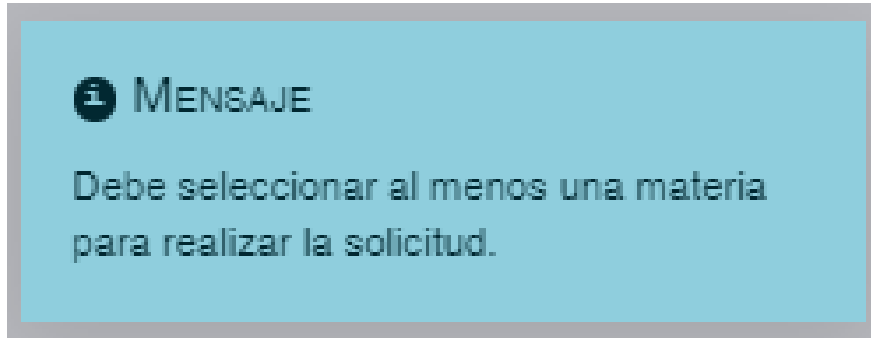 MENSAJE
Debe seleccionar al menos una materia
para realizar la solicitud.